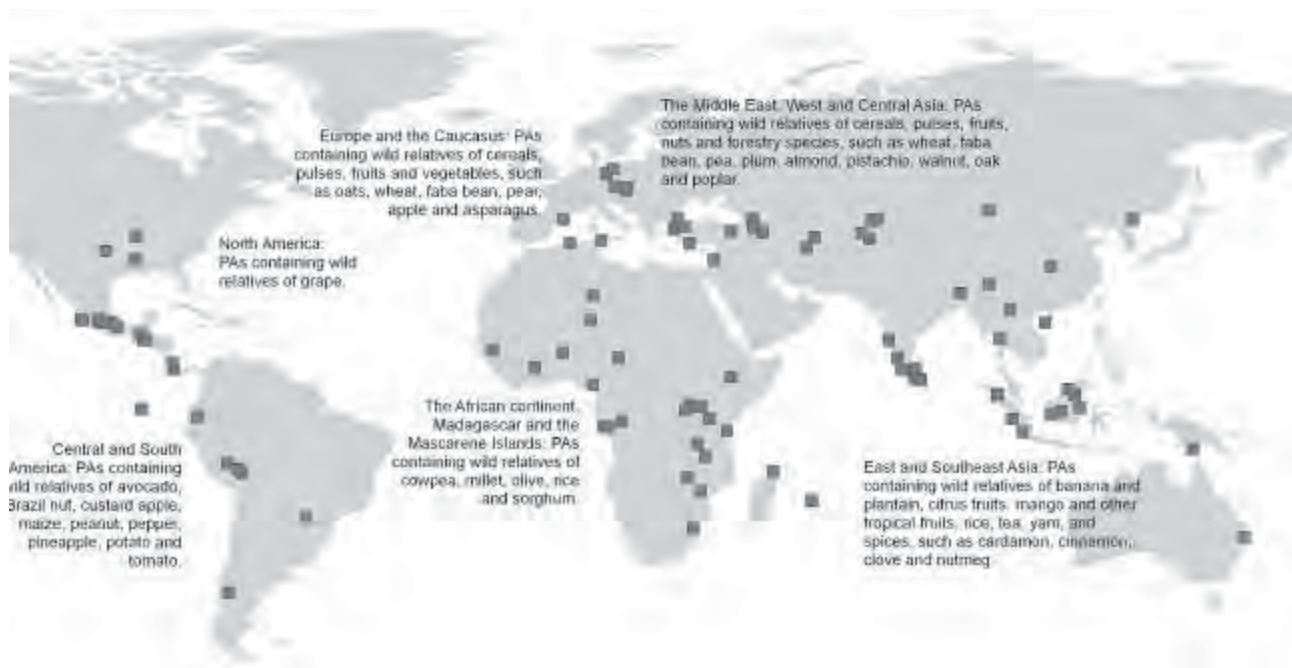 The Middle East, West and Central Asia: PAs
containing wild relatives of cereals, pulses, fruits,
nuts and forestry species, such as wheat, faba
bean, pea, plum, almond, pistachio, walnut, oak
and poplar.
Europe and the Caucasus: PAs
containing wild relatives of cereals,
pulses, fruits and vegetables, such
as oats, wheat, faba bean, pear,
apple and asparagus.
North America:
PAs containing wild
relatives of grape.
The African continent,
Madagascar and the
Mascarene Islands: PAs
containing wild relatives of
cowpea, millet, olive, rice
and sorghum.
Central and South
America: PAs containing
ild relatives of avocado,
Brazil nut, custard apple,
maize, peanut, pepper,
pineapple, potato and
tomato.
East and Southeast Asia: PAs
containing wild relatives of banana and
plantain, citrus fruits, mango and other
tropical fruits, rice, tea, yam, and
spices, such as cardamon, cinnamon,
clove and nutmeg